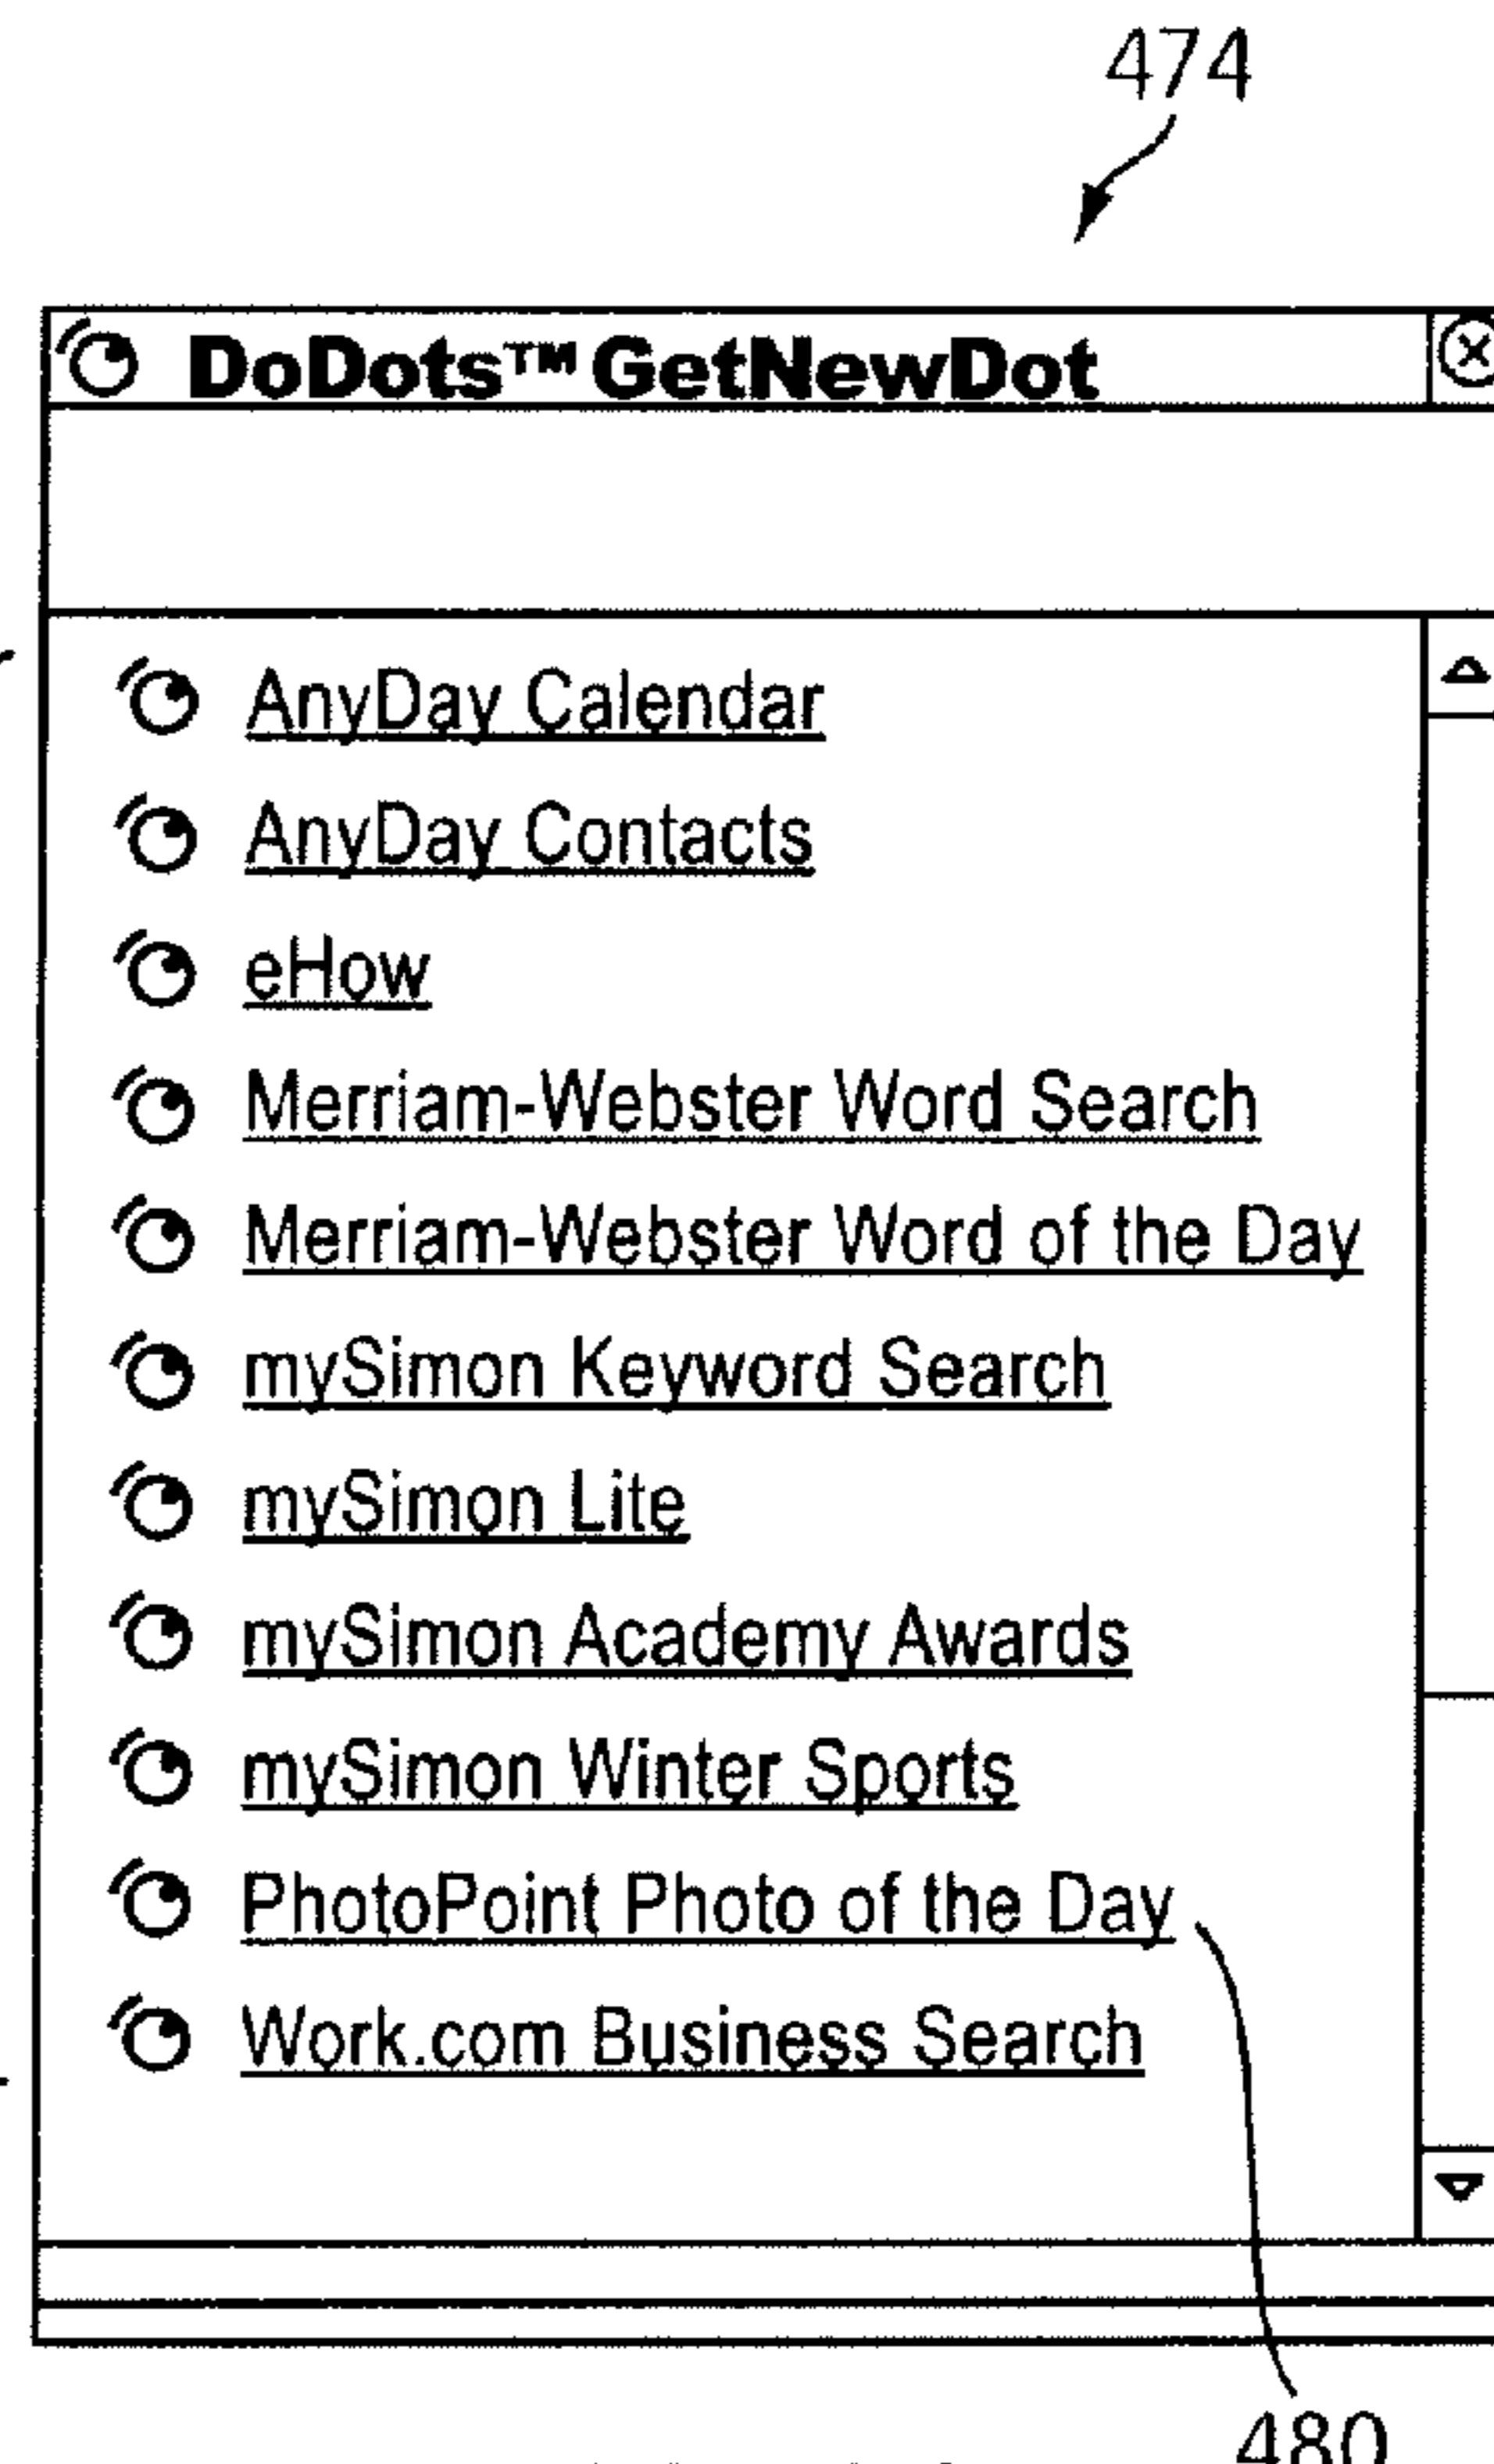 474
DoDots™ GetNewDot
AnyDay Calendar
AnyDay Contacts
eHow
Merriam-Webster Word Search
Merriam-Webster Word of the Day
mySimon Keyword Search
mySimon Lite
mySimon Academy Awards
mySimon Winter Sports
PhotoPoint Photo of the Day
Work.com Business Search
480